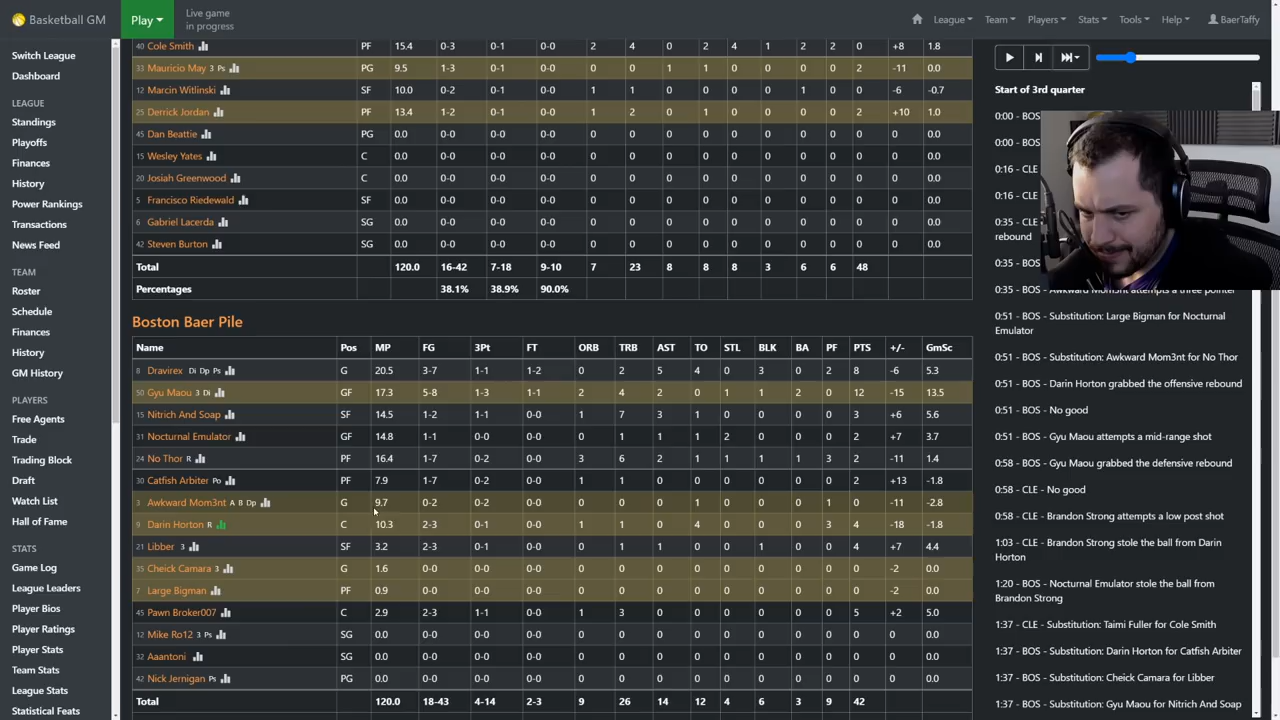 Basketball GM
Play
Live game
in progress
League
Team
Players
Stats
Tools
Help
BaerTaffy
Switch League
Dashboard
LEAGUE
Standings
Playoffs
Finances
History
Power Rankings
Transactions
News Feed
TEAM
Roster
Schedule
Finances
History
GM History
PLAYERS
Free Agents
Trade
Trading Block
Draft
Watch List
Hall of Fame
STATS
Game Log
League Leaders
Player Bios
Player Ratings
Player Stats
Team Stats
League Stats
Statistical Feats
40 Cole Smith PF 15.4 0-3 0-1 0-0 2 4 0 2 4 1 2 2 0 +8 1.8
33 Mauricio May 3 Ps PG 9.5 1-3 0-1 0-0 0 0 1 1 0 0 0 0 2 -11 0.0
12 Marcin Witlinski SF 10.0 0-2 0-1 0-0 1 1 0 0 0 0 1 0 0 -6 -0.7
25 Derrick Jordan PF 13.4 1-2 0-1 0-0 1 2 0 1 0 0 0 0 2 +10 1.0
45 Dan Beattie PG 0.0 0-0 0-0 0-0 0 0 0 0 0 0 0 0 0 0 0.0
15 Wesley Yates C 0.0 0-0 0-0 0-0 0 0 0 0 0 0 0 0 0 0 0.0
20 Josiah Greenwood C 0.0 0-0 0-0 0-0 0 0 0 0 0 0 0 0 0 0 0.0
5 Francisco Riedewald SF 0.0 0-0 0-0 0-0 0 0 0 0 0 0 0 0 0 0 0.0
6 Gabriel Lacerda SG 0.0 0-0 0-0 0-0 0 0 0 0 0 0 0 0 0 0 0.0
42 Steven Burton SG 0.0 0-0 0-0 0-0 0 0 0 0 0 0 0 0 0 0 0.0
Total 120.0 16-42 7-18 9-10 7 23 8 8 8 3 6 6 48
Percentages 38.1% 38.9% 90.0%
Boston Baer Pile
Name Pos MP FG 3Pt FT ORB TRB AST TO STL BLK BA PF PTS +/- GmSc
8 Dravirex Di Dp Ps G 20.5 3-7 1-1 1-2 0 2 5 4 0 3 0 2 8 -6 5.3
50 Gyu Maou 3 Di GF 17.3 5-8 1-3 1-1 2 4 2 0 1 1 2 0 12 -15 13.5
15 Nitrich And Soap SF 14.5 1-2 1-1 0-0 1 7 3 1 0 0 0 0 3 +6 5.6
31 Nocturnal Emulator GF 14.8 1-1 0-0 0-0 0 1 1 1 2 0 0 0 2 +7 3.7
24 No Thor R PF 16.4 1-7 0-2 0-0 3 6 2 1 1 1 1 3 2 -11 1.4
30 Catfish Arbiter Po PF 7.9 1-7 0-2 0-0 1 1 0 0 0 0 0 0 2 +13 -1.8
3 Awkward Mom3nt A B Dp G 9.7 0-2 0-2 0-0 0 0 0 1 0 0 0 1 0 -11 -2.8
9 Darin Horton R C 10.3 2-3 0-1 0-0 1 1 0 4 0 0 0 3 4 -18 -1.8
21 Libber 3 SF 3.2 2-3 0-1 0-0 0 1 1 0 0 1 0 0 4 +7 4.4
35 Cheick Camara 3 G 1.6 0-0 0-0 0-0 0 0 0 0 0 0 0 0 0 -2 0.0
7 Large Bigman PF 0.9 0-0 0-0 0-0 0 0 0 0 0 0 0 0 0 -2 0.0
45 Pawn Broker007 C 2.9 2-3 1-1 0-0 1 3 0 0 0 0 0 0 5 +2 5.0
12 Mike Ro12 3 Ps SG 0.0 0-0 0-0 0-0 0 0 0 0 0 0 0 0 0 0 0.0
32 Aaantoni SG 0.0 0-0 0-0 0-0 0 0 0 0 0 0 0 0 0 0 0.0
42 Nick Jernigan Ps PG 0.0 0-0 0-0 0-0 0 0 0 0 0 0 0 0 0 0 0.0
Total 120.0 18-43 4-14 2-3 9 26 14 12 4 6 3 9 42
Start of 3rd quarter
0:00 - BOS
0:00 - BOS
0:16 - CLE
0:16 - CLE
0:35 - CLE
rebound
0:35 - BOS
0:35 - BOS - Awkward Mom3nt attempts a three pointer
0:51 - BOS - Substitution: Large Bigman for Nocturnal
Emulator
0:51 - BOS - Substitution: Awkward Mom3nt for No Thor
0:51 - BOS - Darin Horton grabbed the offensive rebound
0:51 - BOS - No good
0:51 - BOS - Gyu Maou attempts a mid-range shot
0:58 - BOS - Gyu Maou grabbed the defensive rebound
0:58 - CLE - No good
0:58 - CLE - Brandon Strong attempts a low post shot
1:03 - CLE - Brandon Strong stole the ball from Darin
Horton
1:20 - BOS - Nocturnal Emulator stole the ball from
Brandon Strong
1:37 - CLE - Substitution: Taimi Fuller for Cole Smith
1:37 - BOS - Substitution: Darin Horton for Catfish Arbiter
1:37 - BOS - Substitution: Cheick Camara for Libber
1:37 - BOS - Substitution: Gyu Maou for Nitrich And Soap